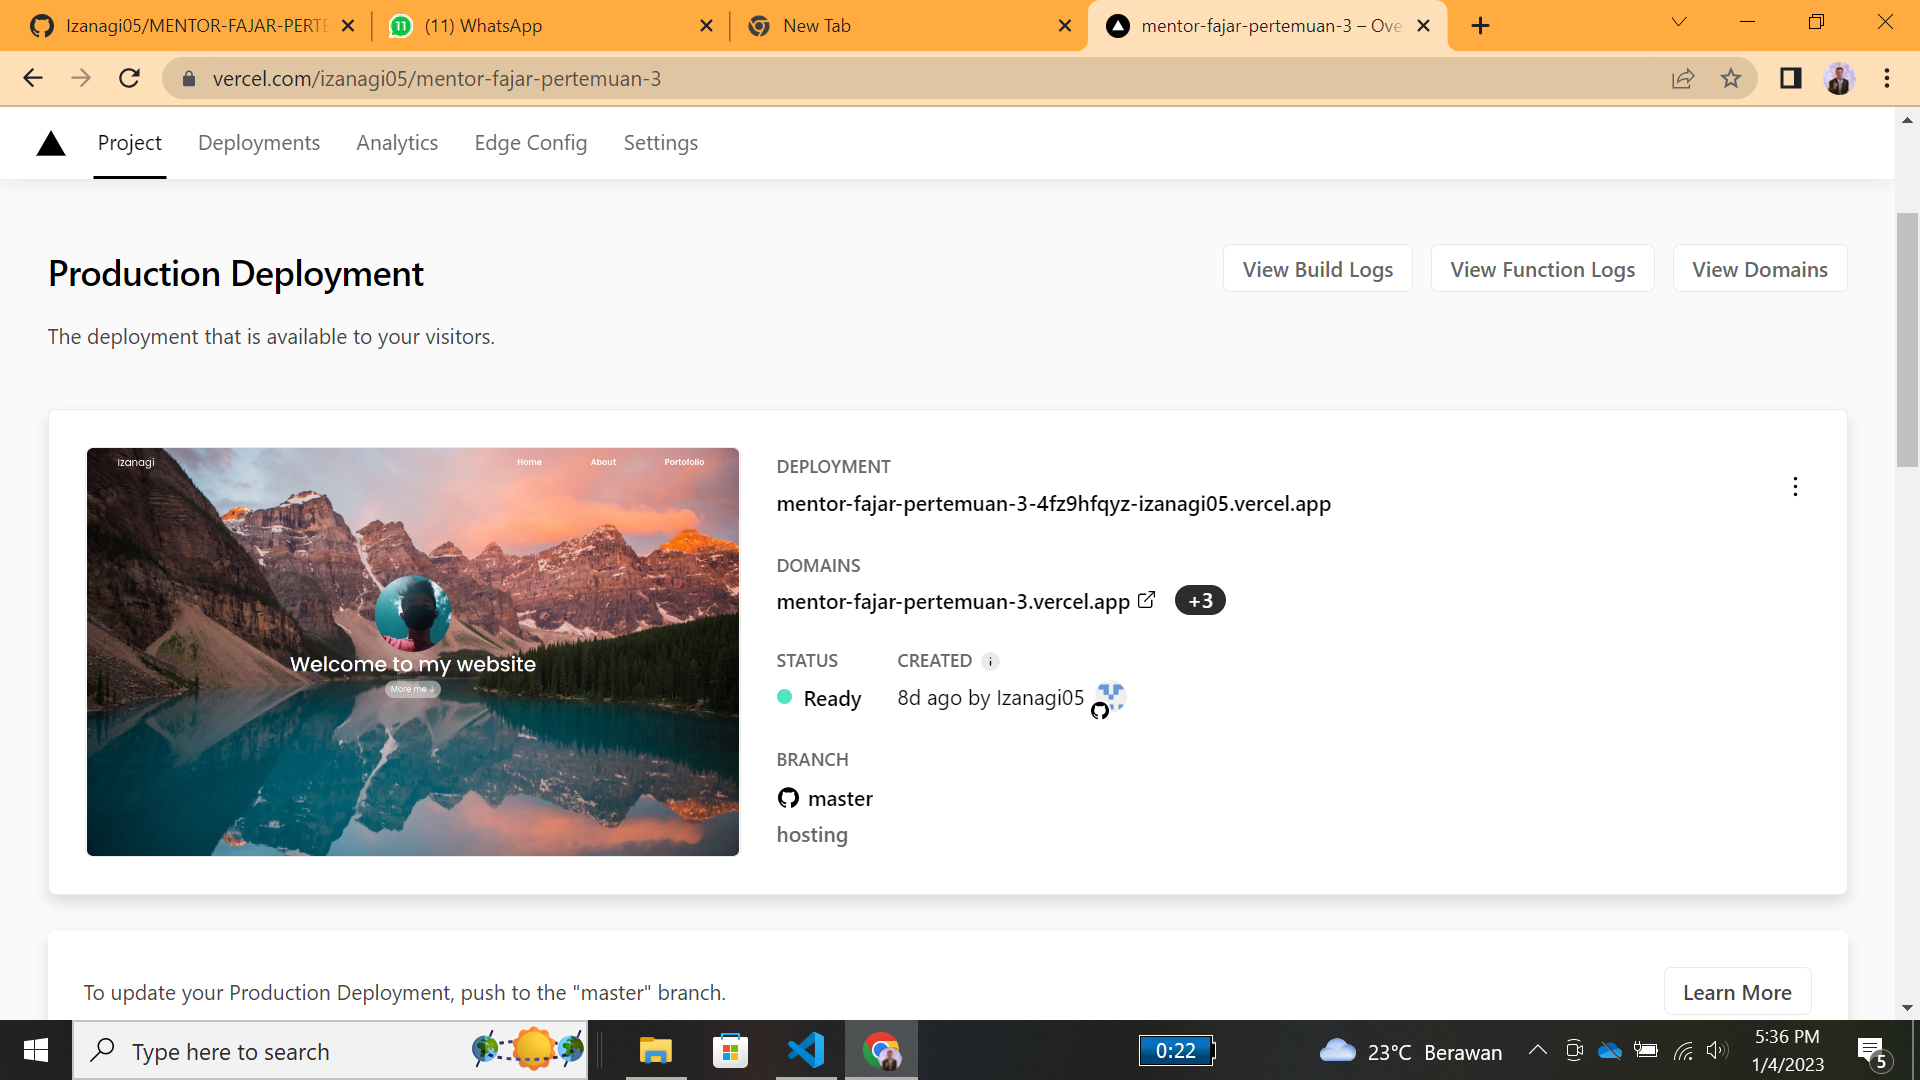 Izanagi05/MENTOR-FAJAR-PERTE
(11) WhatsApp
New Tab
mentor-fajar-pertemuan-3 – Ove
vercel.com/izanagi05/mentor-fajar-pertemuan-3
Project
Deployments
Analytics
Edge Config
Settings
Production Deployment
View Build Logs
View Function Logs
View Domains
The deployment that is available to your visitors.
Izanagi
Home
About
Portofolio
Welcome to my website
More me ↓
DEPLOYMENT
mentor-fajar-pertemuan-3-4fz9hfqyz-izanagi05.vercel.app
DOMAINS
mentor-fajar-pertemuan-3.vercel.app
+3
STATUS
CREATED
Ready
8d ago by Izanagi05
BRANCH
master
hosting
To update your Production Deployment, push to the "master" branch.
Learn More
Type here to search
0:22
23°C Berawan
5:36 PM
1/4/2023
5